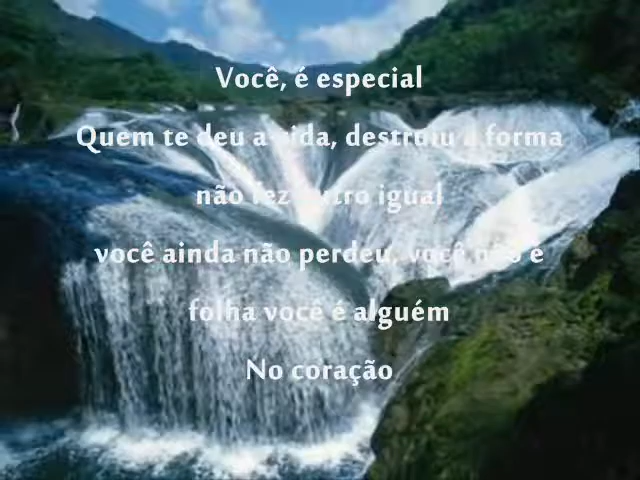 Você, é especial
Quem te deu a vida, destruiu a forma
não fez outro igual
você ainda não perdeu, você não é
folha você é alguém
No coração